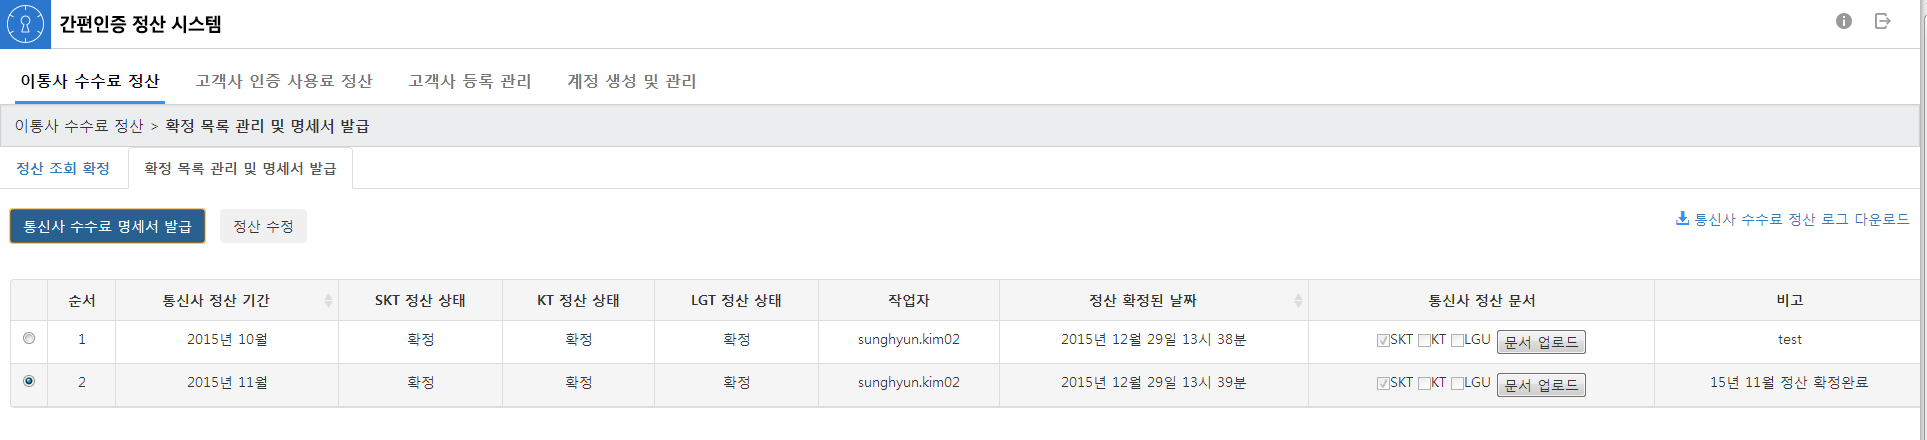 간편인증 정산 시스템
이통사 수수료 정산 고객사 인증 사용료 정산 고객사 등록 관리 계정 생성 및 관리
이통사 수수료 정산 > 확정 목록 관리 및 명세서 발급
정산 조회 확정 확정 목록 관리 및 명세서 발급
통신사 수수료 명세서 발급 정산 수정 통신사 수수료 정산 로그 다운로드
순서 통신사 정산 기간 SKT 정산 상태 KT 정산 상태 LGT 정산 상태 작업자 정산 확정된 날짜 통신사 정산 문서 비고
1 2015년 10월 확정 확정 확정 sunghyun.kim02 2015년 12월 29일 13시 38분 SKT KT LGU 문서 업로드 test
2 2015년 11월 확정 확정 확정 sunghyun.kim02 2015년 12월 29일 13시 39분 SKT KT LGU 문서 업로드 15년 11월 정산 확정완료